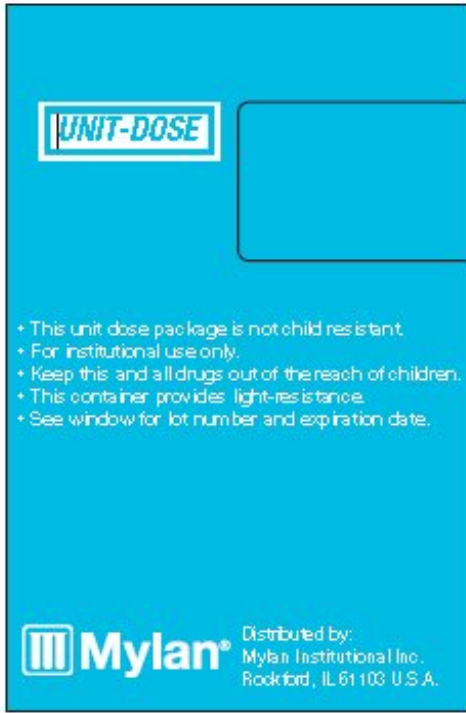 UNIT-DOSE
• This unit dose package is not child resistant.
• For institutional use only.
• Keep this and all drugs out of the reach of children.
• This container provides light-resistance.
• See window for lot number and expiration date.
Mylan®
Distributed by:
Mylan Institutional Inc.
Rockford, IL 61103 U.S.A.